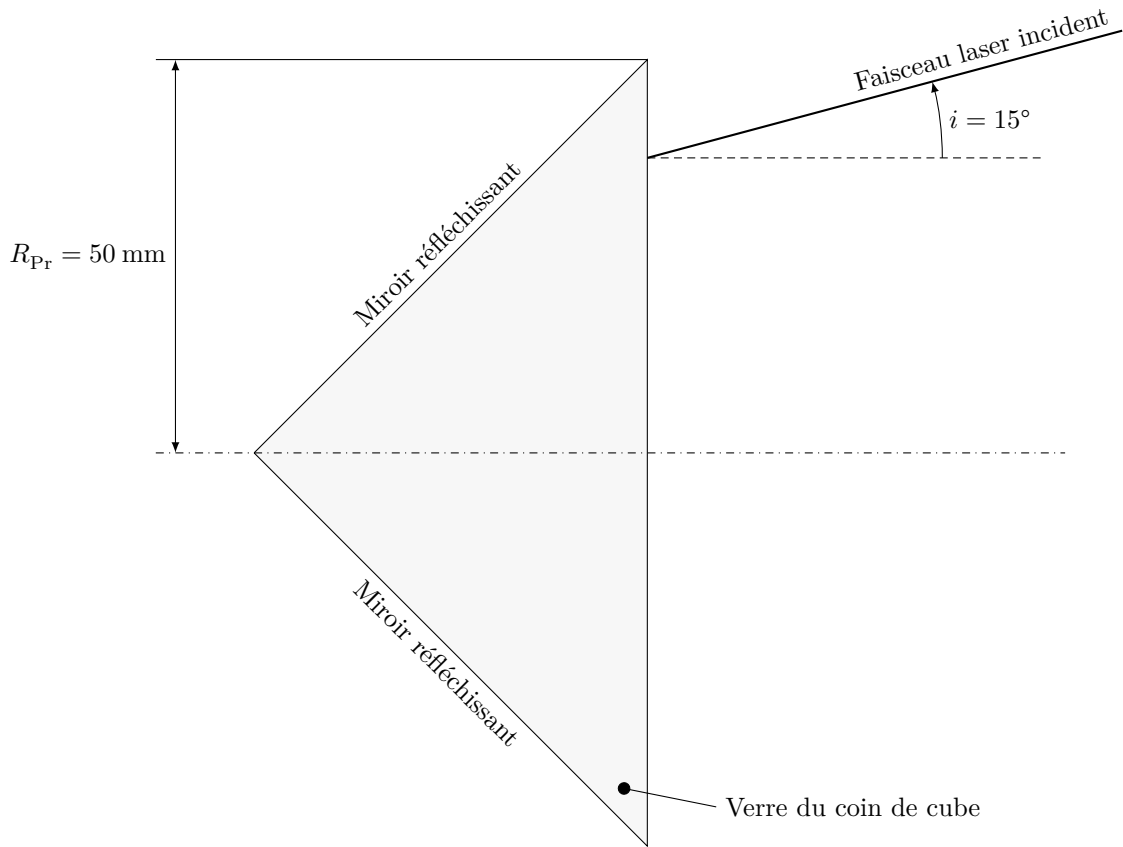 Faisceau laser incident
i = 15°
R_Pr = 50 mm
Miroir réfléchissant
Miroir réfléchissant
Verre du coin de cube